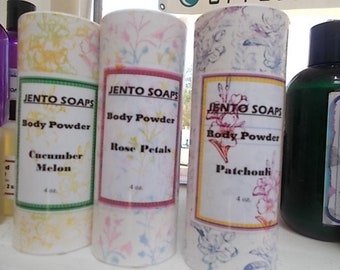 JENTO SOAPS
Body Powder
Cucumber
Melon
4 oz.
JENTO SOAPS
Body Powder
Rose Petals
4 oz.
JENTO SOAPS
Body Powder
Patchouli
4 oz.